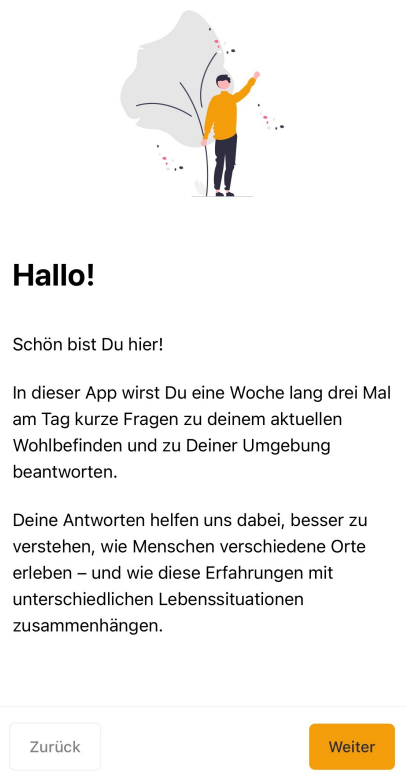 Hallo!
Schön bist Du hier!
In dieser App wirst Du eine Woche lang drei Mal
am Tag kurze Fragen zu deinem aktuellen
Wohlbefinden und zu Deiner Umgebung
beantworten.
Deine Antworten helfen uns dabei, besser zu
verstehen, wie Menschen verschiedene Orte
erleben – und wie diese Erfahrungen mit
unterschiedlichen Lebenssituationen
zusammenhängen.
Zurück
Weiter